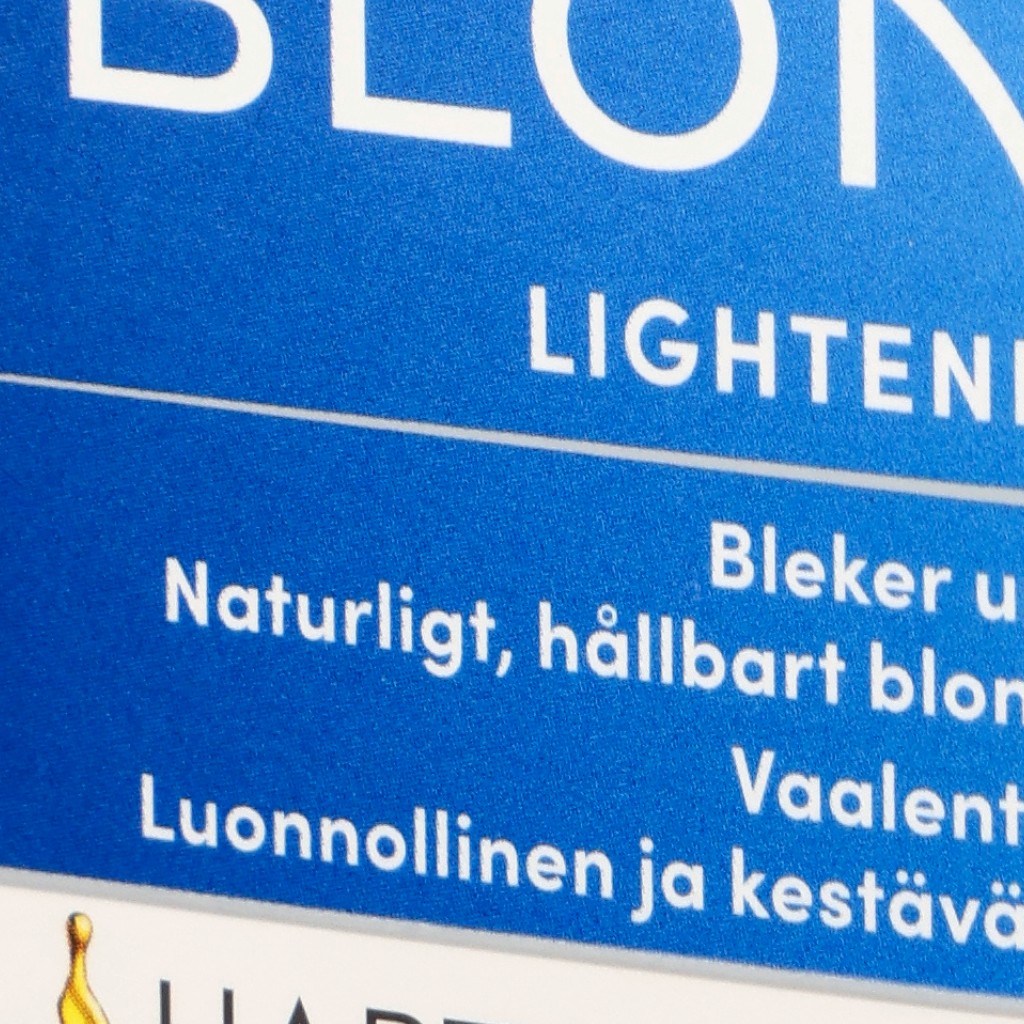 BLON
LIGHTEN
Bleker u
Naturligt, hållbart blon
Vaalent
Luonnollinen ja kestävä